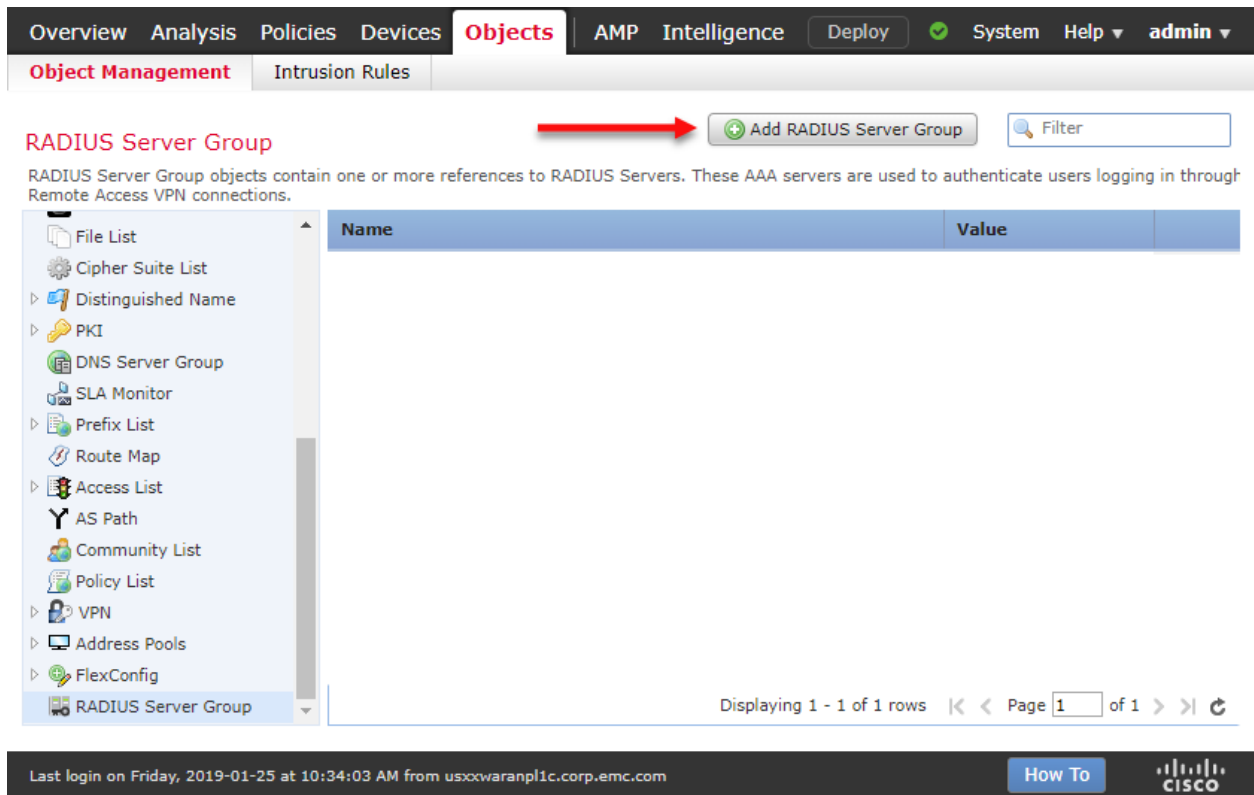 Overview Analysis Policies Devices Objects AMP Intelligence Deploy System Help admin
Object Management Intrusion Rules
RADIUS Server Group
Add RADIUS Server Group
Filter
RADIUS Server Group objects contain one or more references to RADIUS Servers. These AAA servers are used to authenticate users logging in through
Remote Access VPN connections.
Name Value
File List
Cipher Suite List
Distinguished Name
PKI
DNS Server Group
SLA Monitor
Prefix List
Route Map
Access List
AS Path
Community List
Policy List
VPN
Address Pools
FlexConfig
RADIUS Server Group
Displaying 1 - 1 of 1 rows Page 1 of 1
Last login on Friday, 2019-01-25 at 10:34:03 AM from usxxwaranpl1c.corp.emc.com
How To
CISCO